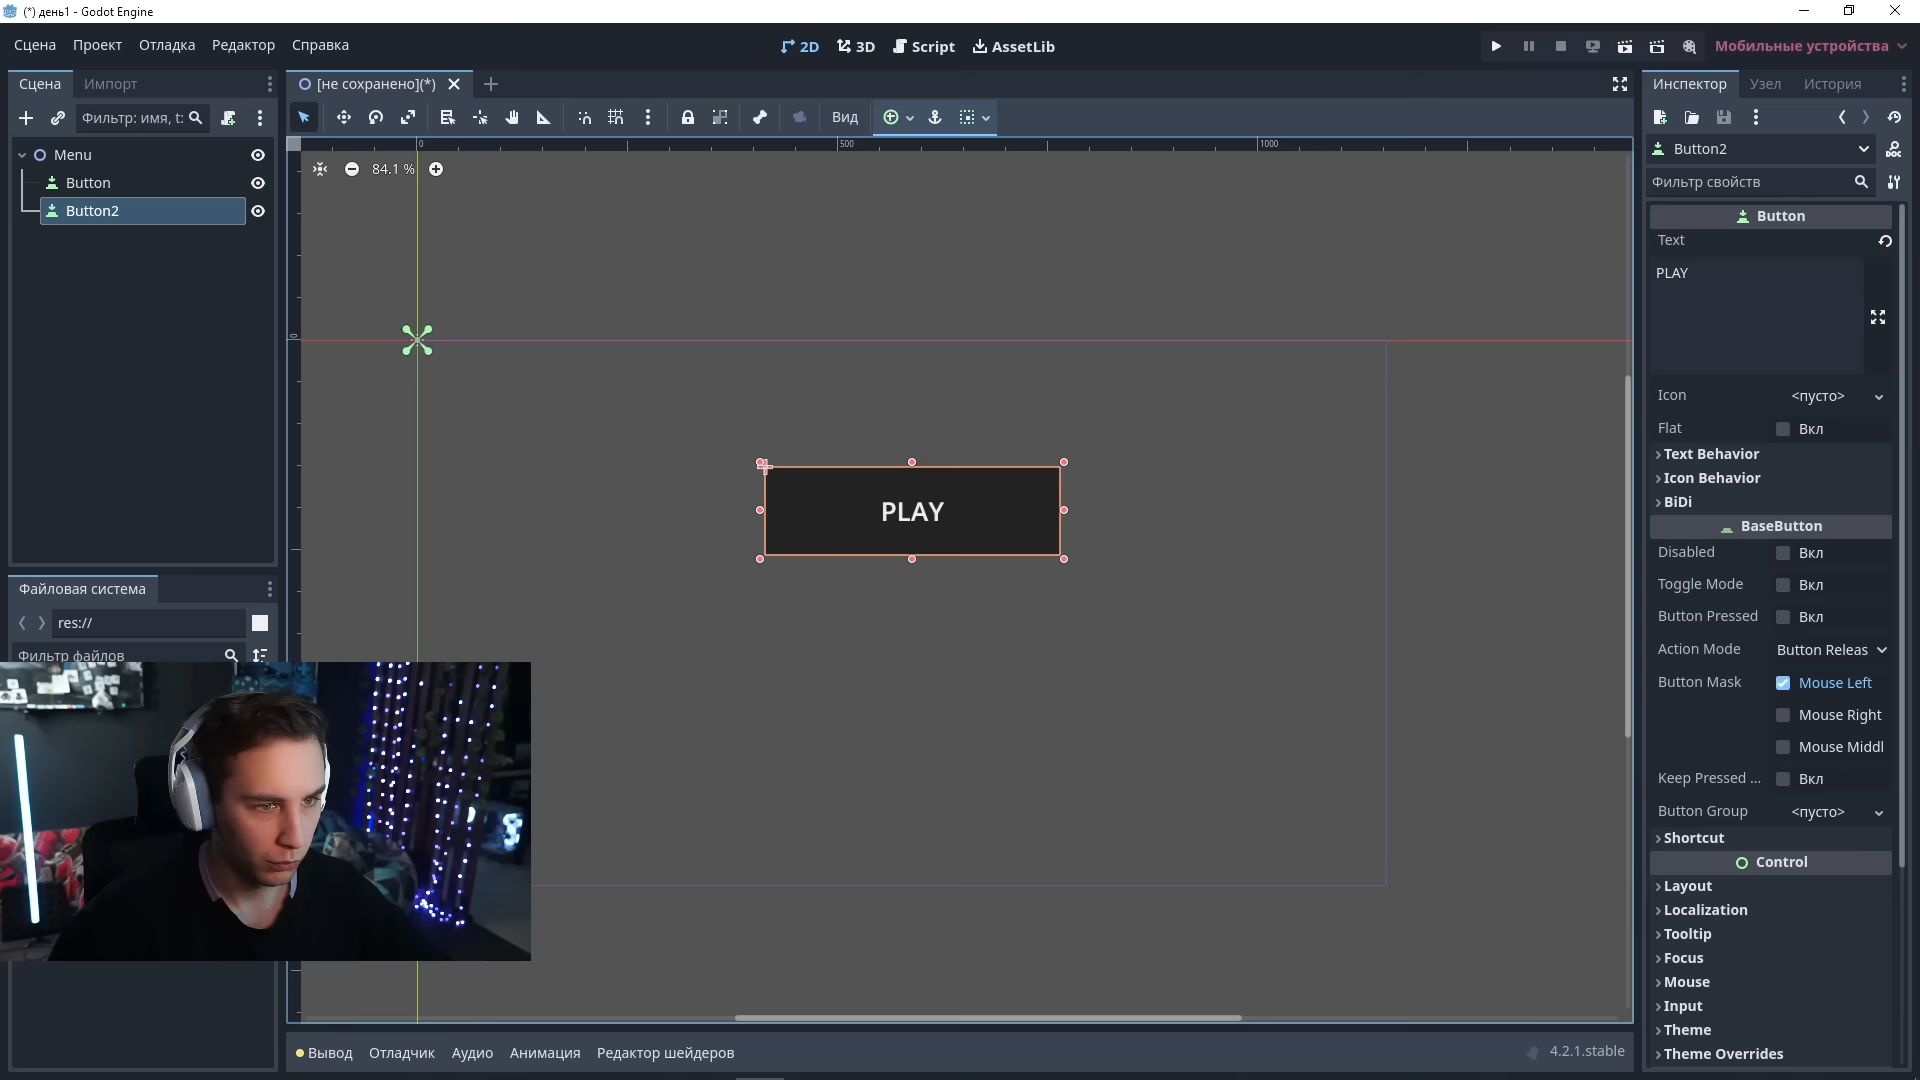 (*) день1 - Godot Engine
Сцена Проект Отладка Редактор Справка
2D 3D Script AssetLib
Мобильные устройства
Сцена Импорт
[не сохранено](*)
Инспектор Узел История
Фильтр: имя, t:
Вид
Menu
Button
Button2
0 500 1000
84.1 %
0
PLAY
Button2
Фильтр свойств
Button
Text
PLAY
Icon <пусто>
Flat Вкл
Text Behavior
Icon Behavior
BiDi
BaseButton
Disabled Вкл
Toggle Mode Вкл
Button Pressed Вкл
Action Mode Button Releas
Button Mask Mouse Left
Mouse Right
Mouse Middl
Keep Pressed ... Вкл
Button Group <пусто>
Shortcut
Control
Layout
Localization
Tooltip
Focus
Mouse
Input
Theme
Theme Overrides
Файловая система
res://
Фильтр файлов
Вывод Отладчик Аудио Анимация Редактор шейдеров
4.2.1.stable